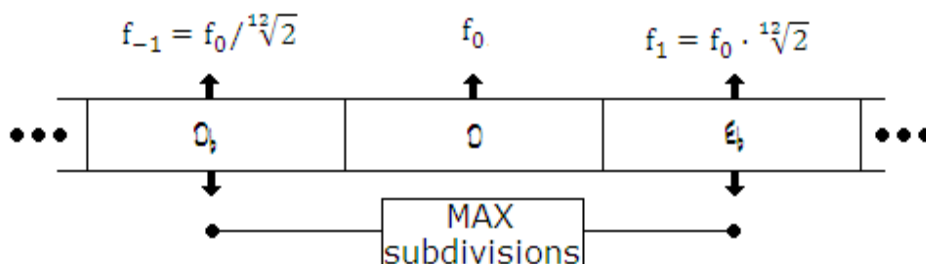 f₋₁ = f₀/¹²√2
f₀
f₁ = f₀ · ¹²√2
D♭
D
E♭
MAX
subdivisions